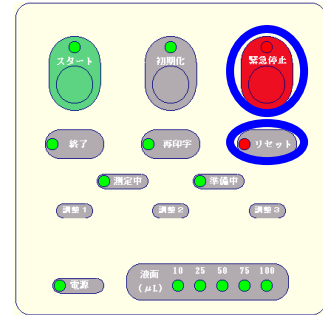 スタート 初期化 緊急停止
終了 再印字 リセット
測定中 準備中
調整1 調整2 調整3
電源 液面 10 25 50 75 100
(μL)